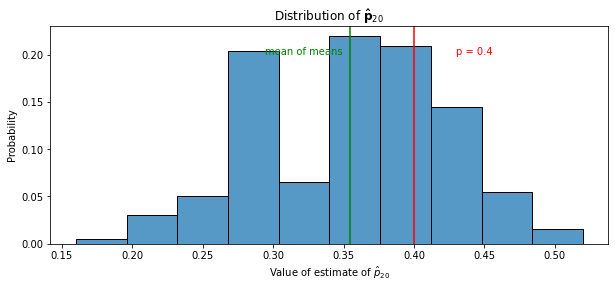 Distribution of p̂₂₀
mean of means
p = 0.4
Probability
0.20
0.15
0.10
0.05
0.00
0.15 0.20 0.25 0.30 0.35 0.40 0.45 0.50
Value of estimate of p̂₂₀